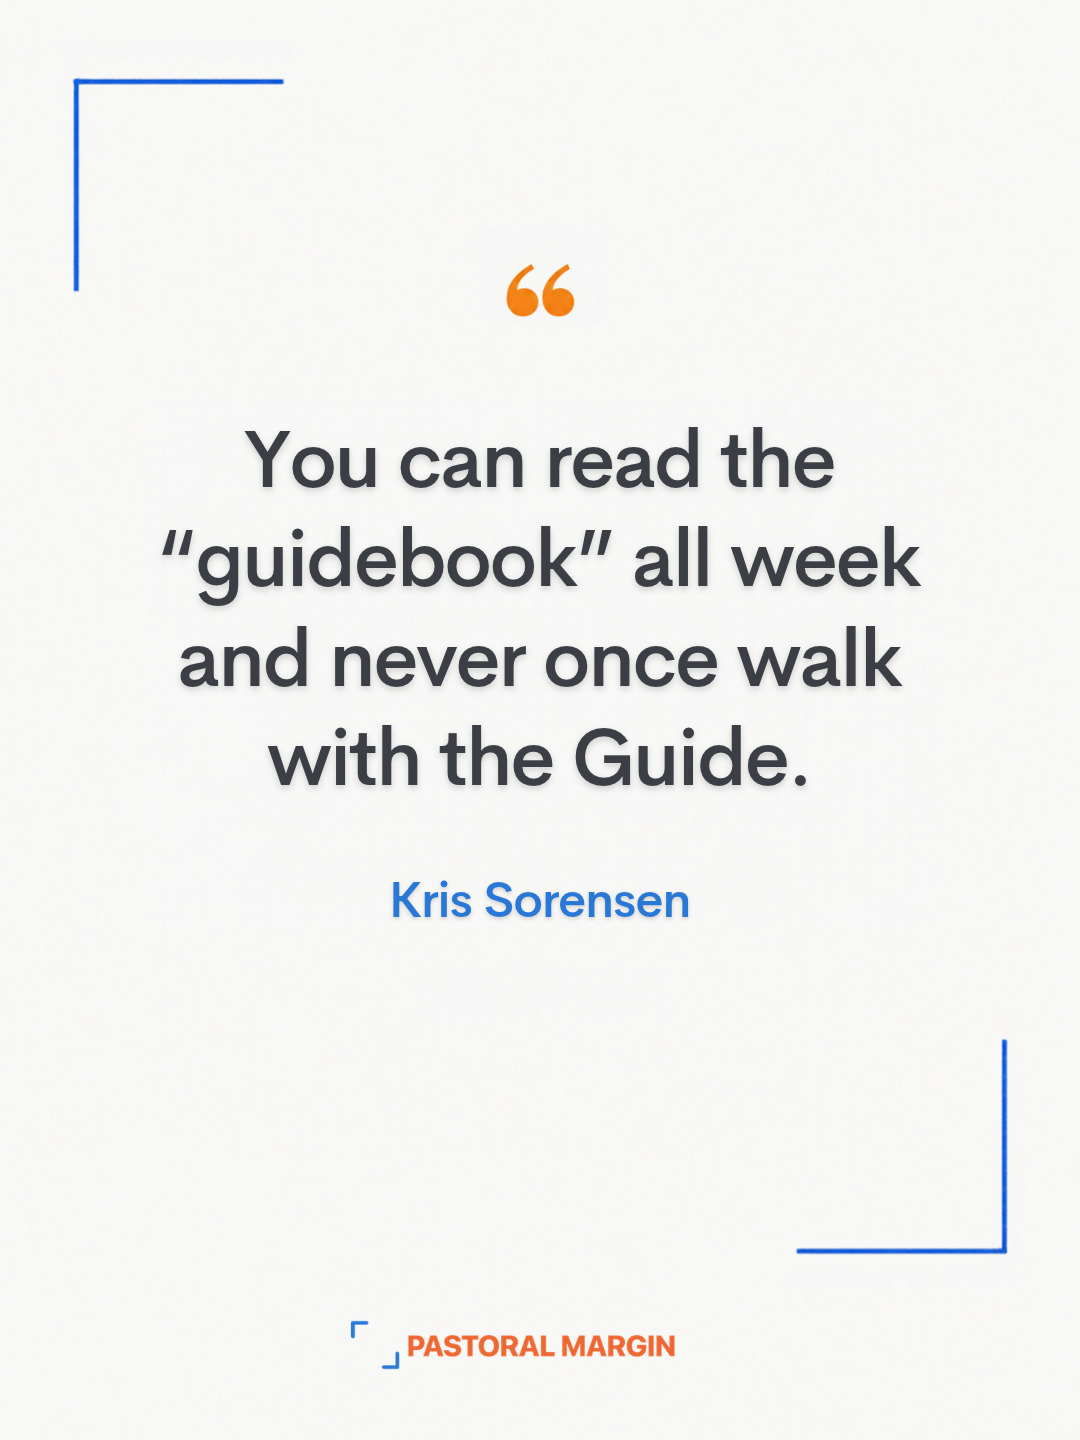 “
You can read the
“guidebook” all week
and never once walk
with the Guide.
Kris Sorensen
PASTORAL MARGIN